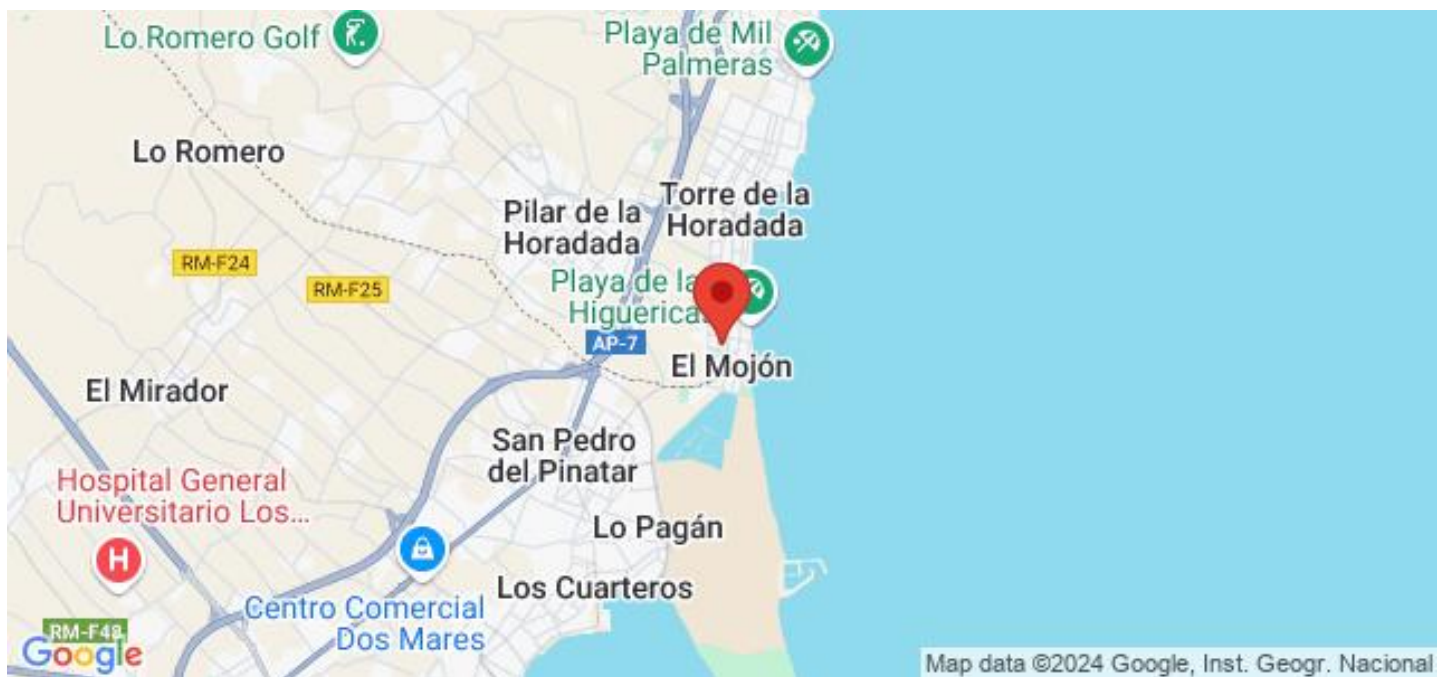 Lo Romero Golf
Playa de Mil
Palmeras
Lo Romero
Torre de la
Horadada
Pilar de la
Horadada
RM-F24
RM-F25
Playa de la
Higuerica
AP-7
El Mojón
El Mirador
San Pedro
del Pinatar
Hospital General
Universitario Los...
H
Lo Pagán
Los Cuarteros
Centro Comercial
Dos Mares
RM-F48
Google
Map data ©2024 Google, Inst. Geogr. Nacional